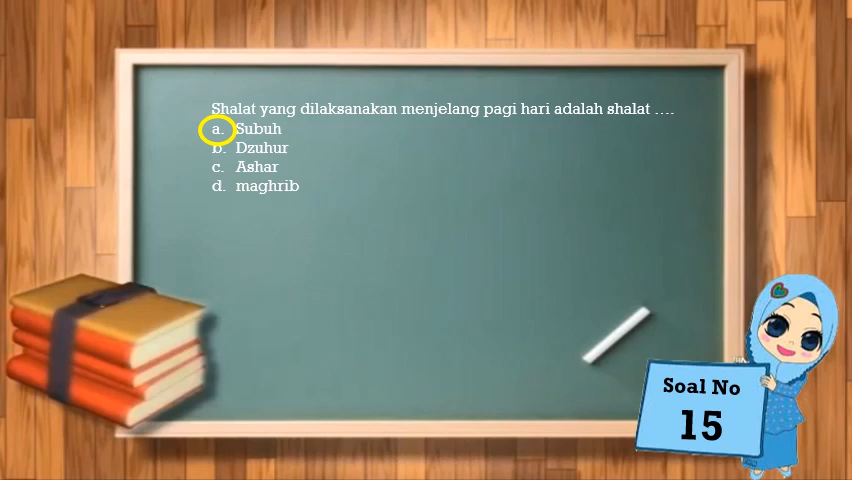 Shalat yang dilaksanakan menjelang pagi hari adalah shalat ....
a. Subuh
b. Dzuhur
c. Ashar
d. maghrib
Soal No
15